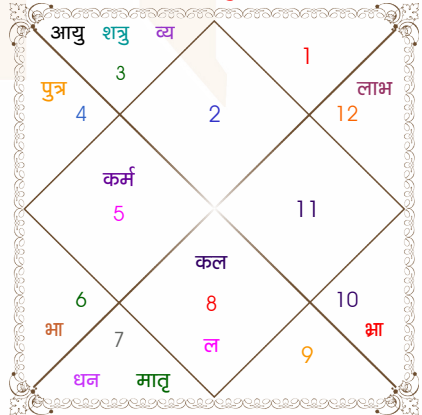 आयु शत्रु व्य
1
3
पुत्र
लाभ
4
2
12
कर्म
5
11
कल
6
8
10
भा
7
ल
भ्रा
9
धन मातृ